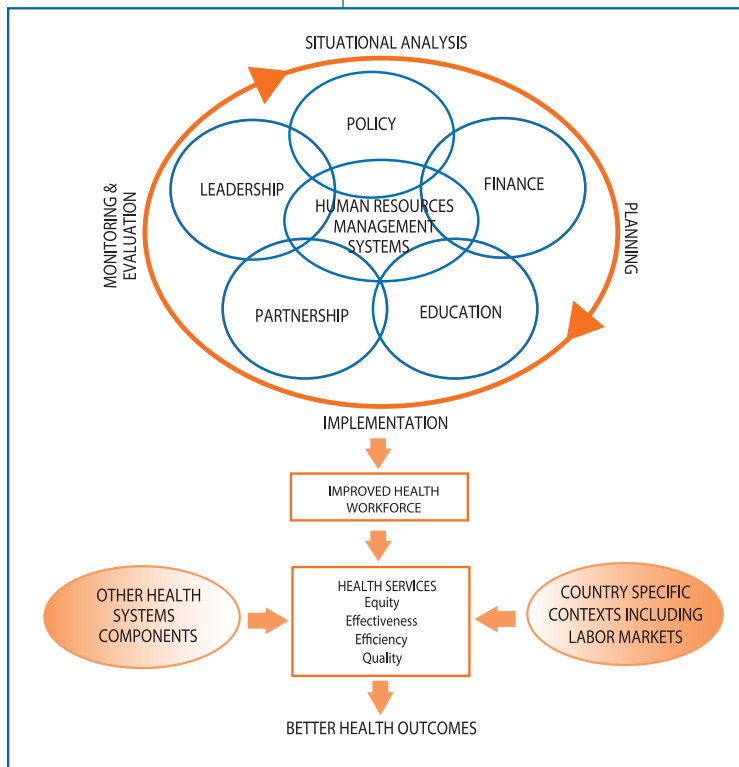 SITUATIONAL ANALYSIS
POLICY
LEADERSHIP
FINANCE
HUMAN RESOURCES
MANAGEMENT
SYSTEMS
MONITORING &
EVALUATION
PLANNING
PARTNERSHIP
EDUCATION
IMPLEMENTATION
IMPROVED HEALTH
WORKFORCE
OTHER HEALTH
SYSTEMS
COMPONENTS
HEALTH SERVICES
Equity
Effectiveness
Efficiency
Quality
COUNTRY SPECIFIC
CONTEXTS INCLUDING
LABOR MARKETS
BETTER HEALTH OUTCOMES